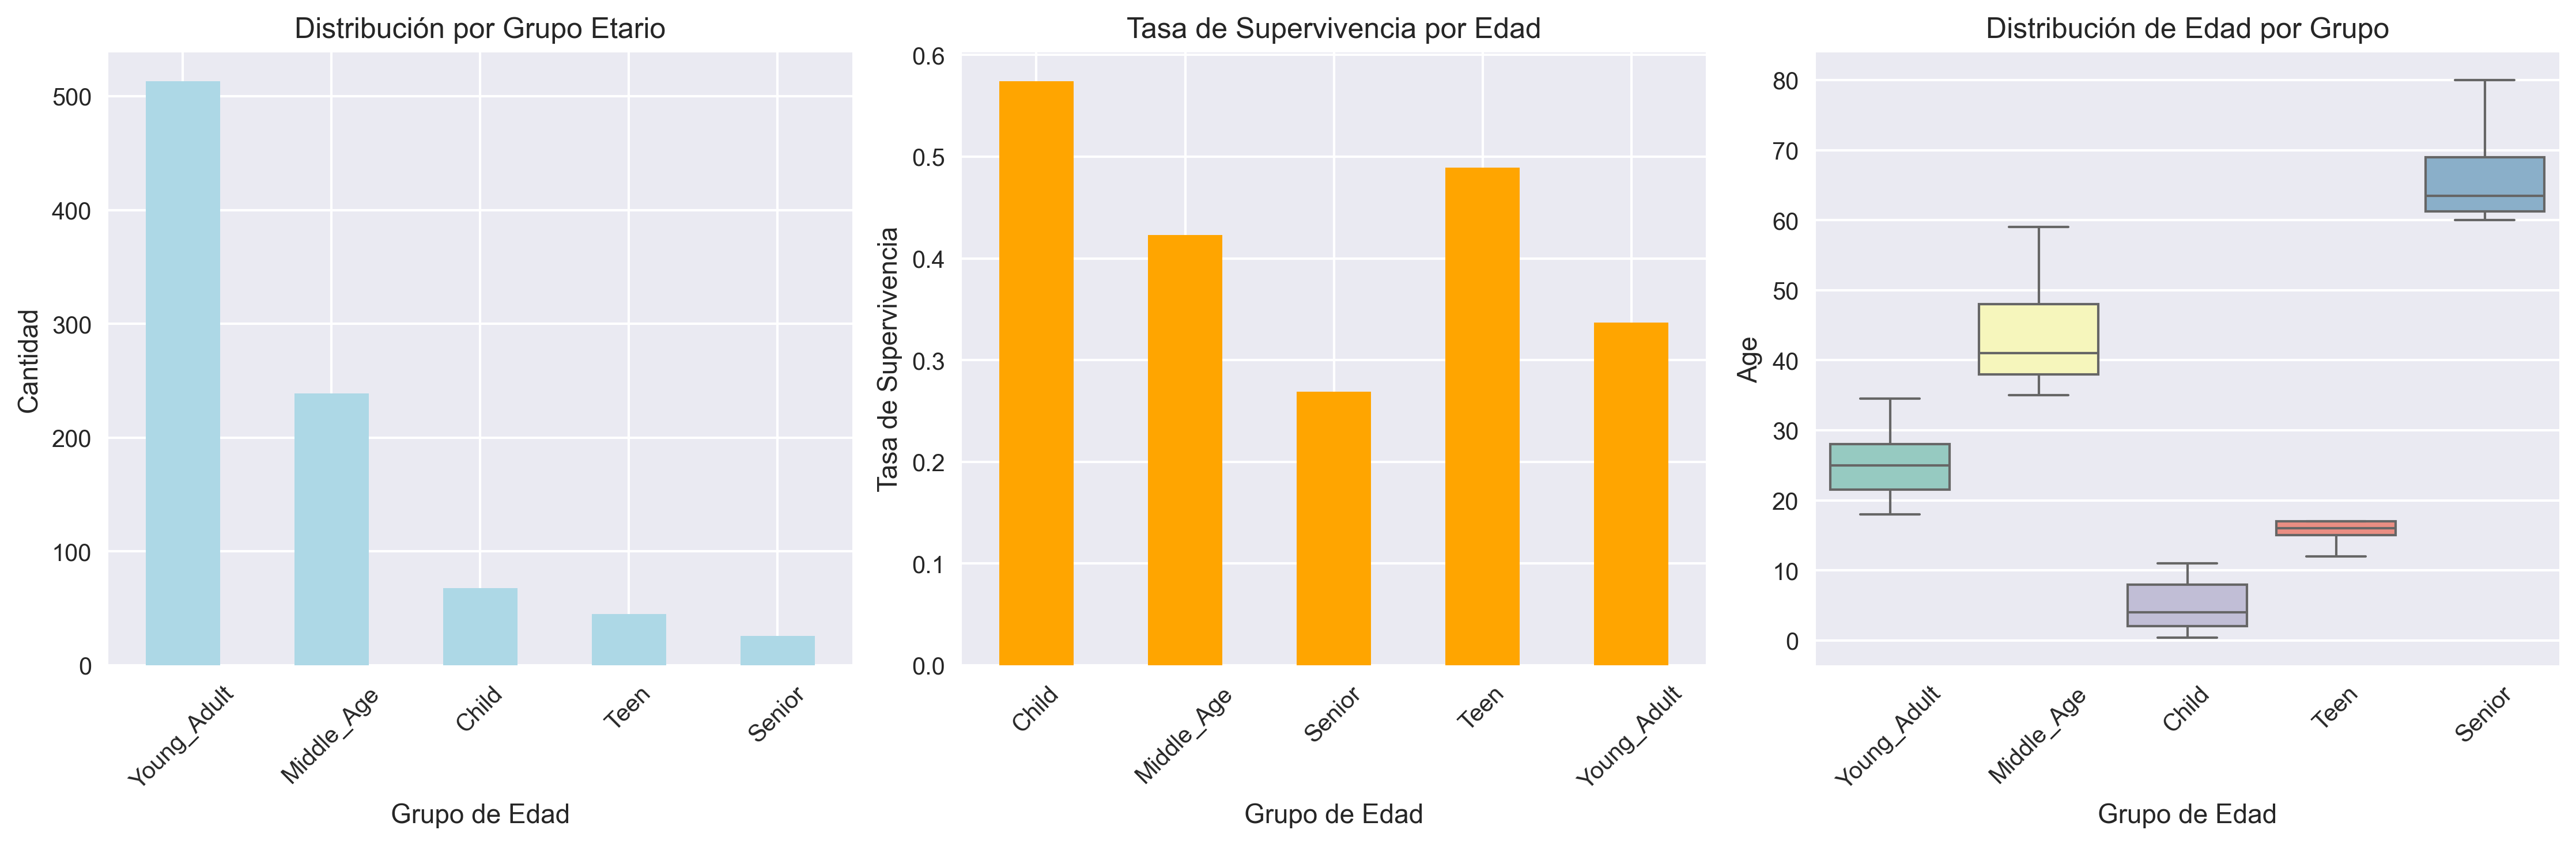 Distribución por Grupo Etario
Cantidad
500
400
300
200
100
0
Young_Adult
Middle_Age
Child
Teen
Senior
Grupo de Edad
Tasa de Supervivencia por Edad
Tasa de Supervivencia
0.6
0.5
0.4
0.3
0.2
0.1
0.0
Child
Middle_Age
Senior
Teen
Young_Adult
Grupo de Edad
Distribución de Edad por Grupo
Age
80
70
60
50
40
30
20
10
0
Young_Adult
Middle_Age
Child
Teen
Senior
Grupo de Edad